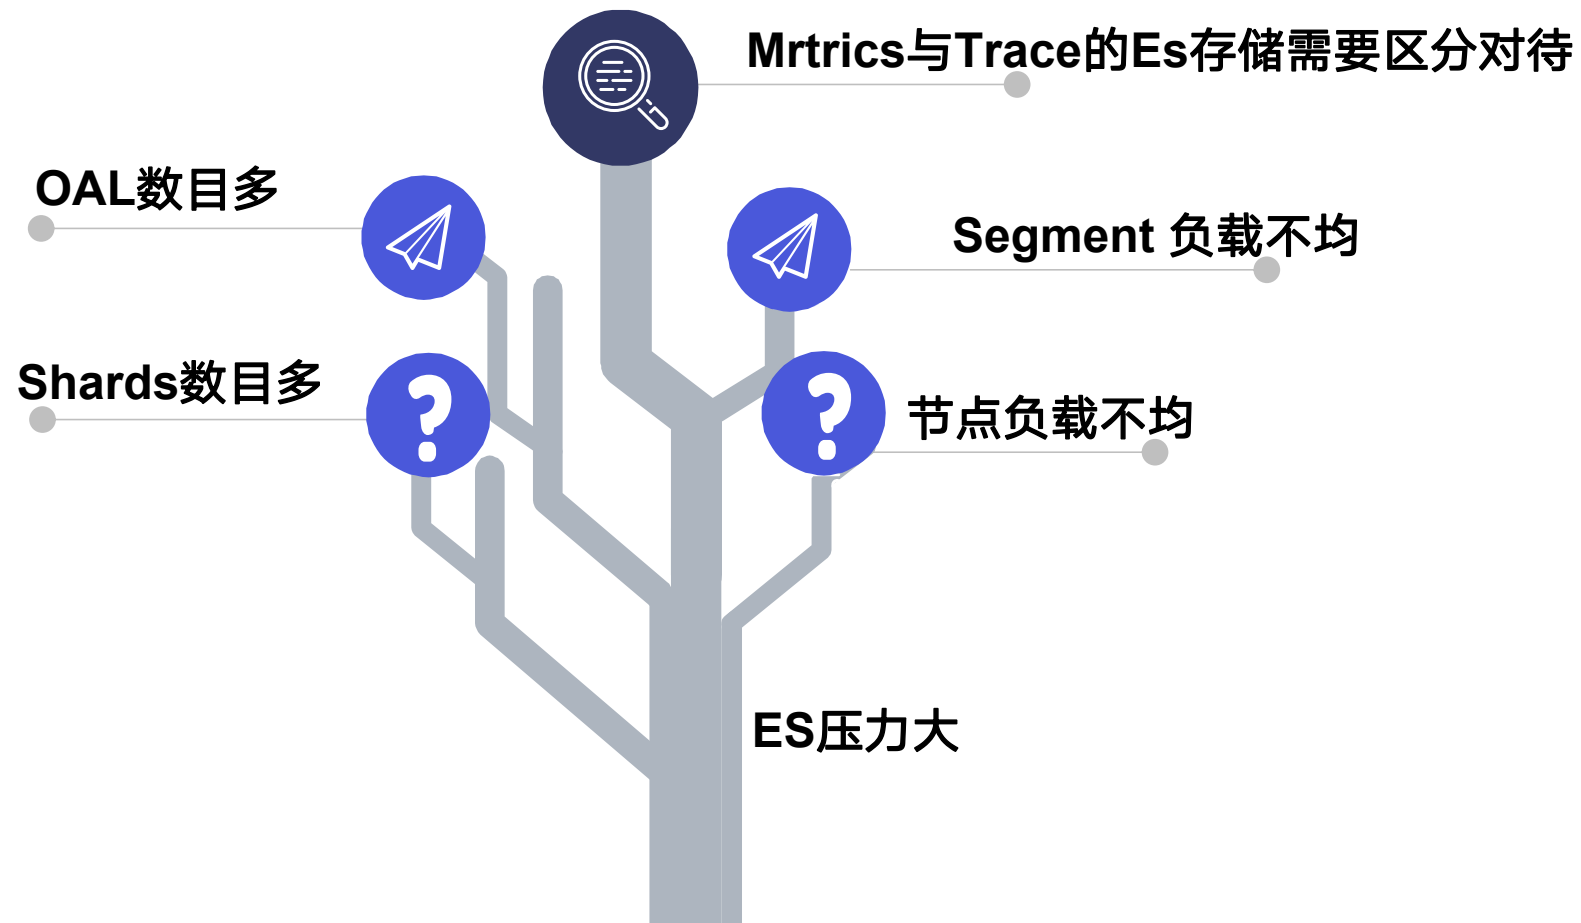 Mrtrics与Trace的Es存储需要区分对待
OAL数目多
Segment 负载不均
Shards数目多
节点负载不均
ES压力大